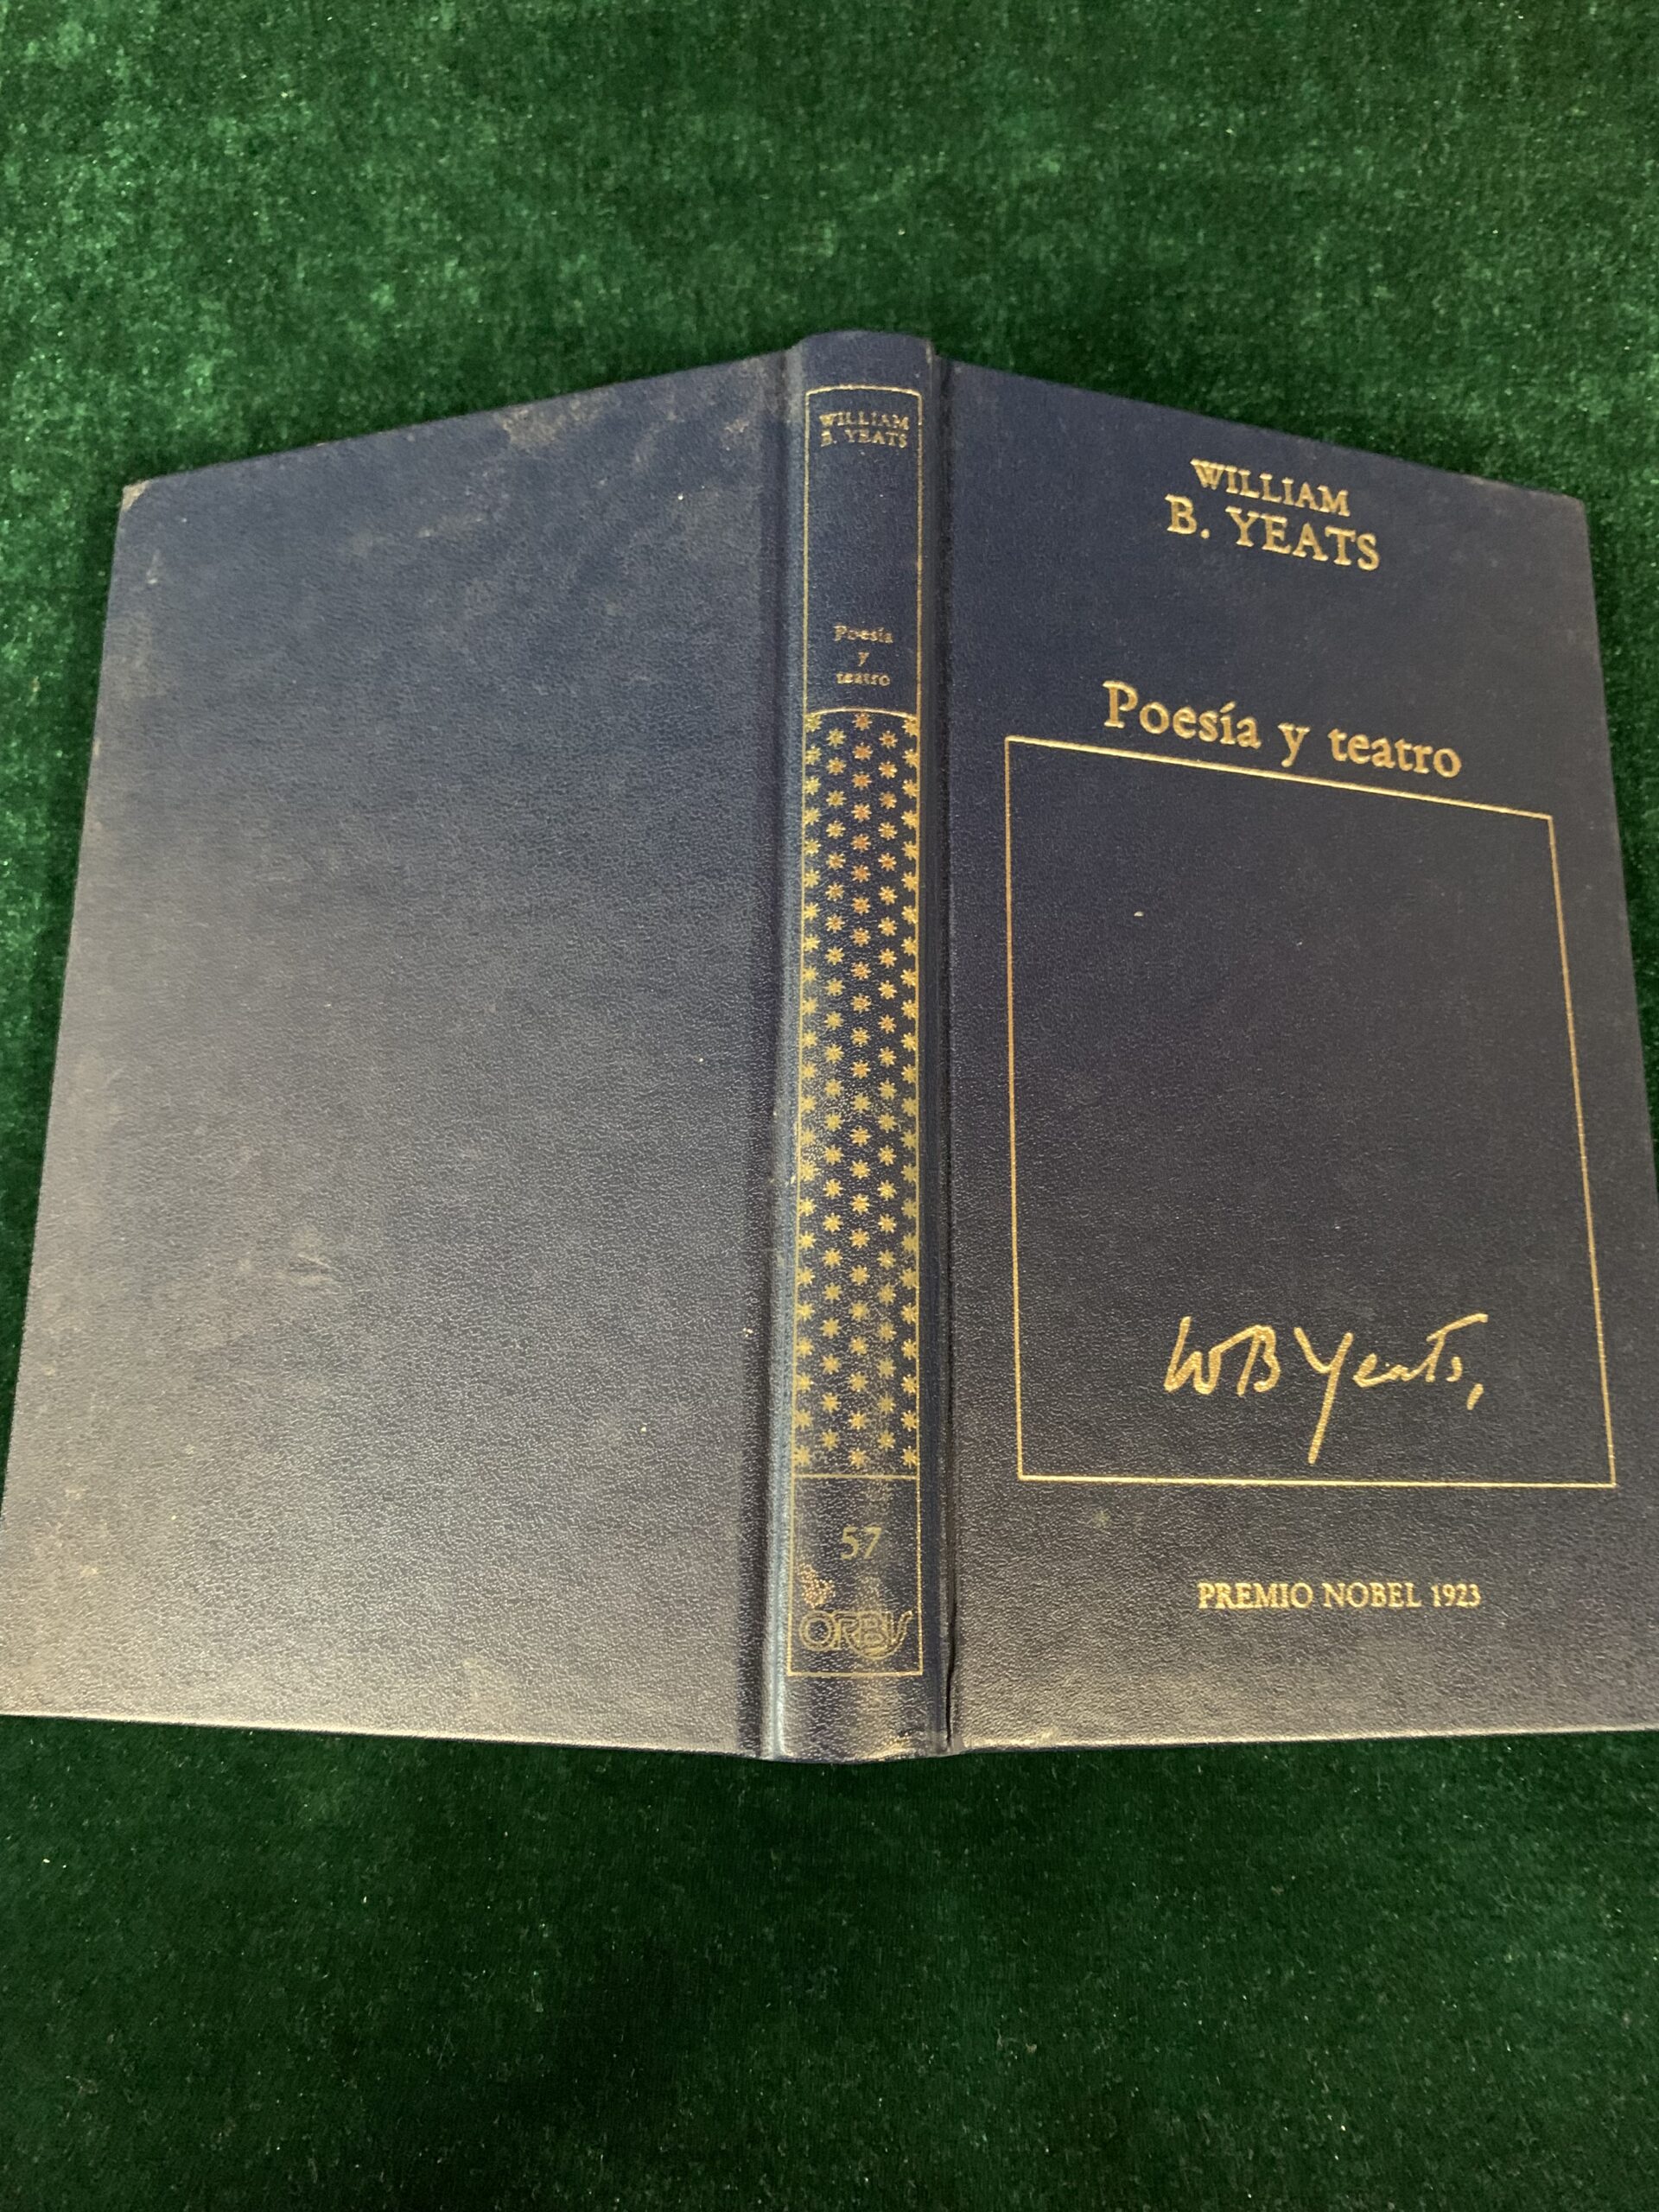 WILLIAM
B. YEATS
Poesía
y
teatro
57
ORBIS
WILLIAM
B. YEATS
Poesía y teatro
WB Yeats,
PREMIO NOBEL 1923